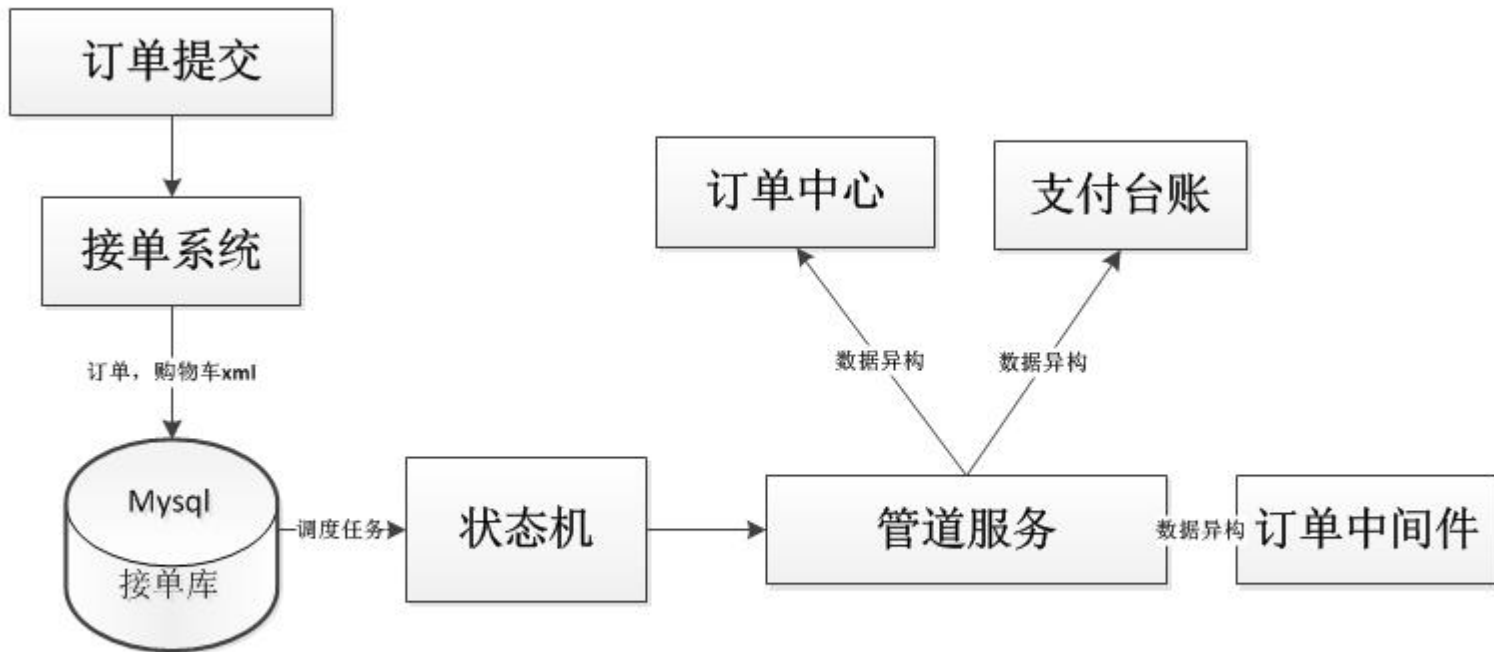 订单提交
接单系统
订单，购物车xml
Mysql
接单库
调度任务
状态机
管道服务
数据异构
订单中间件
数据异构
数据异构
订单中心
支付台账